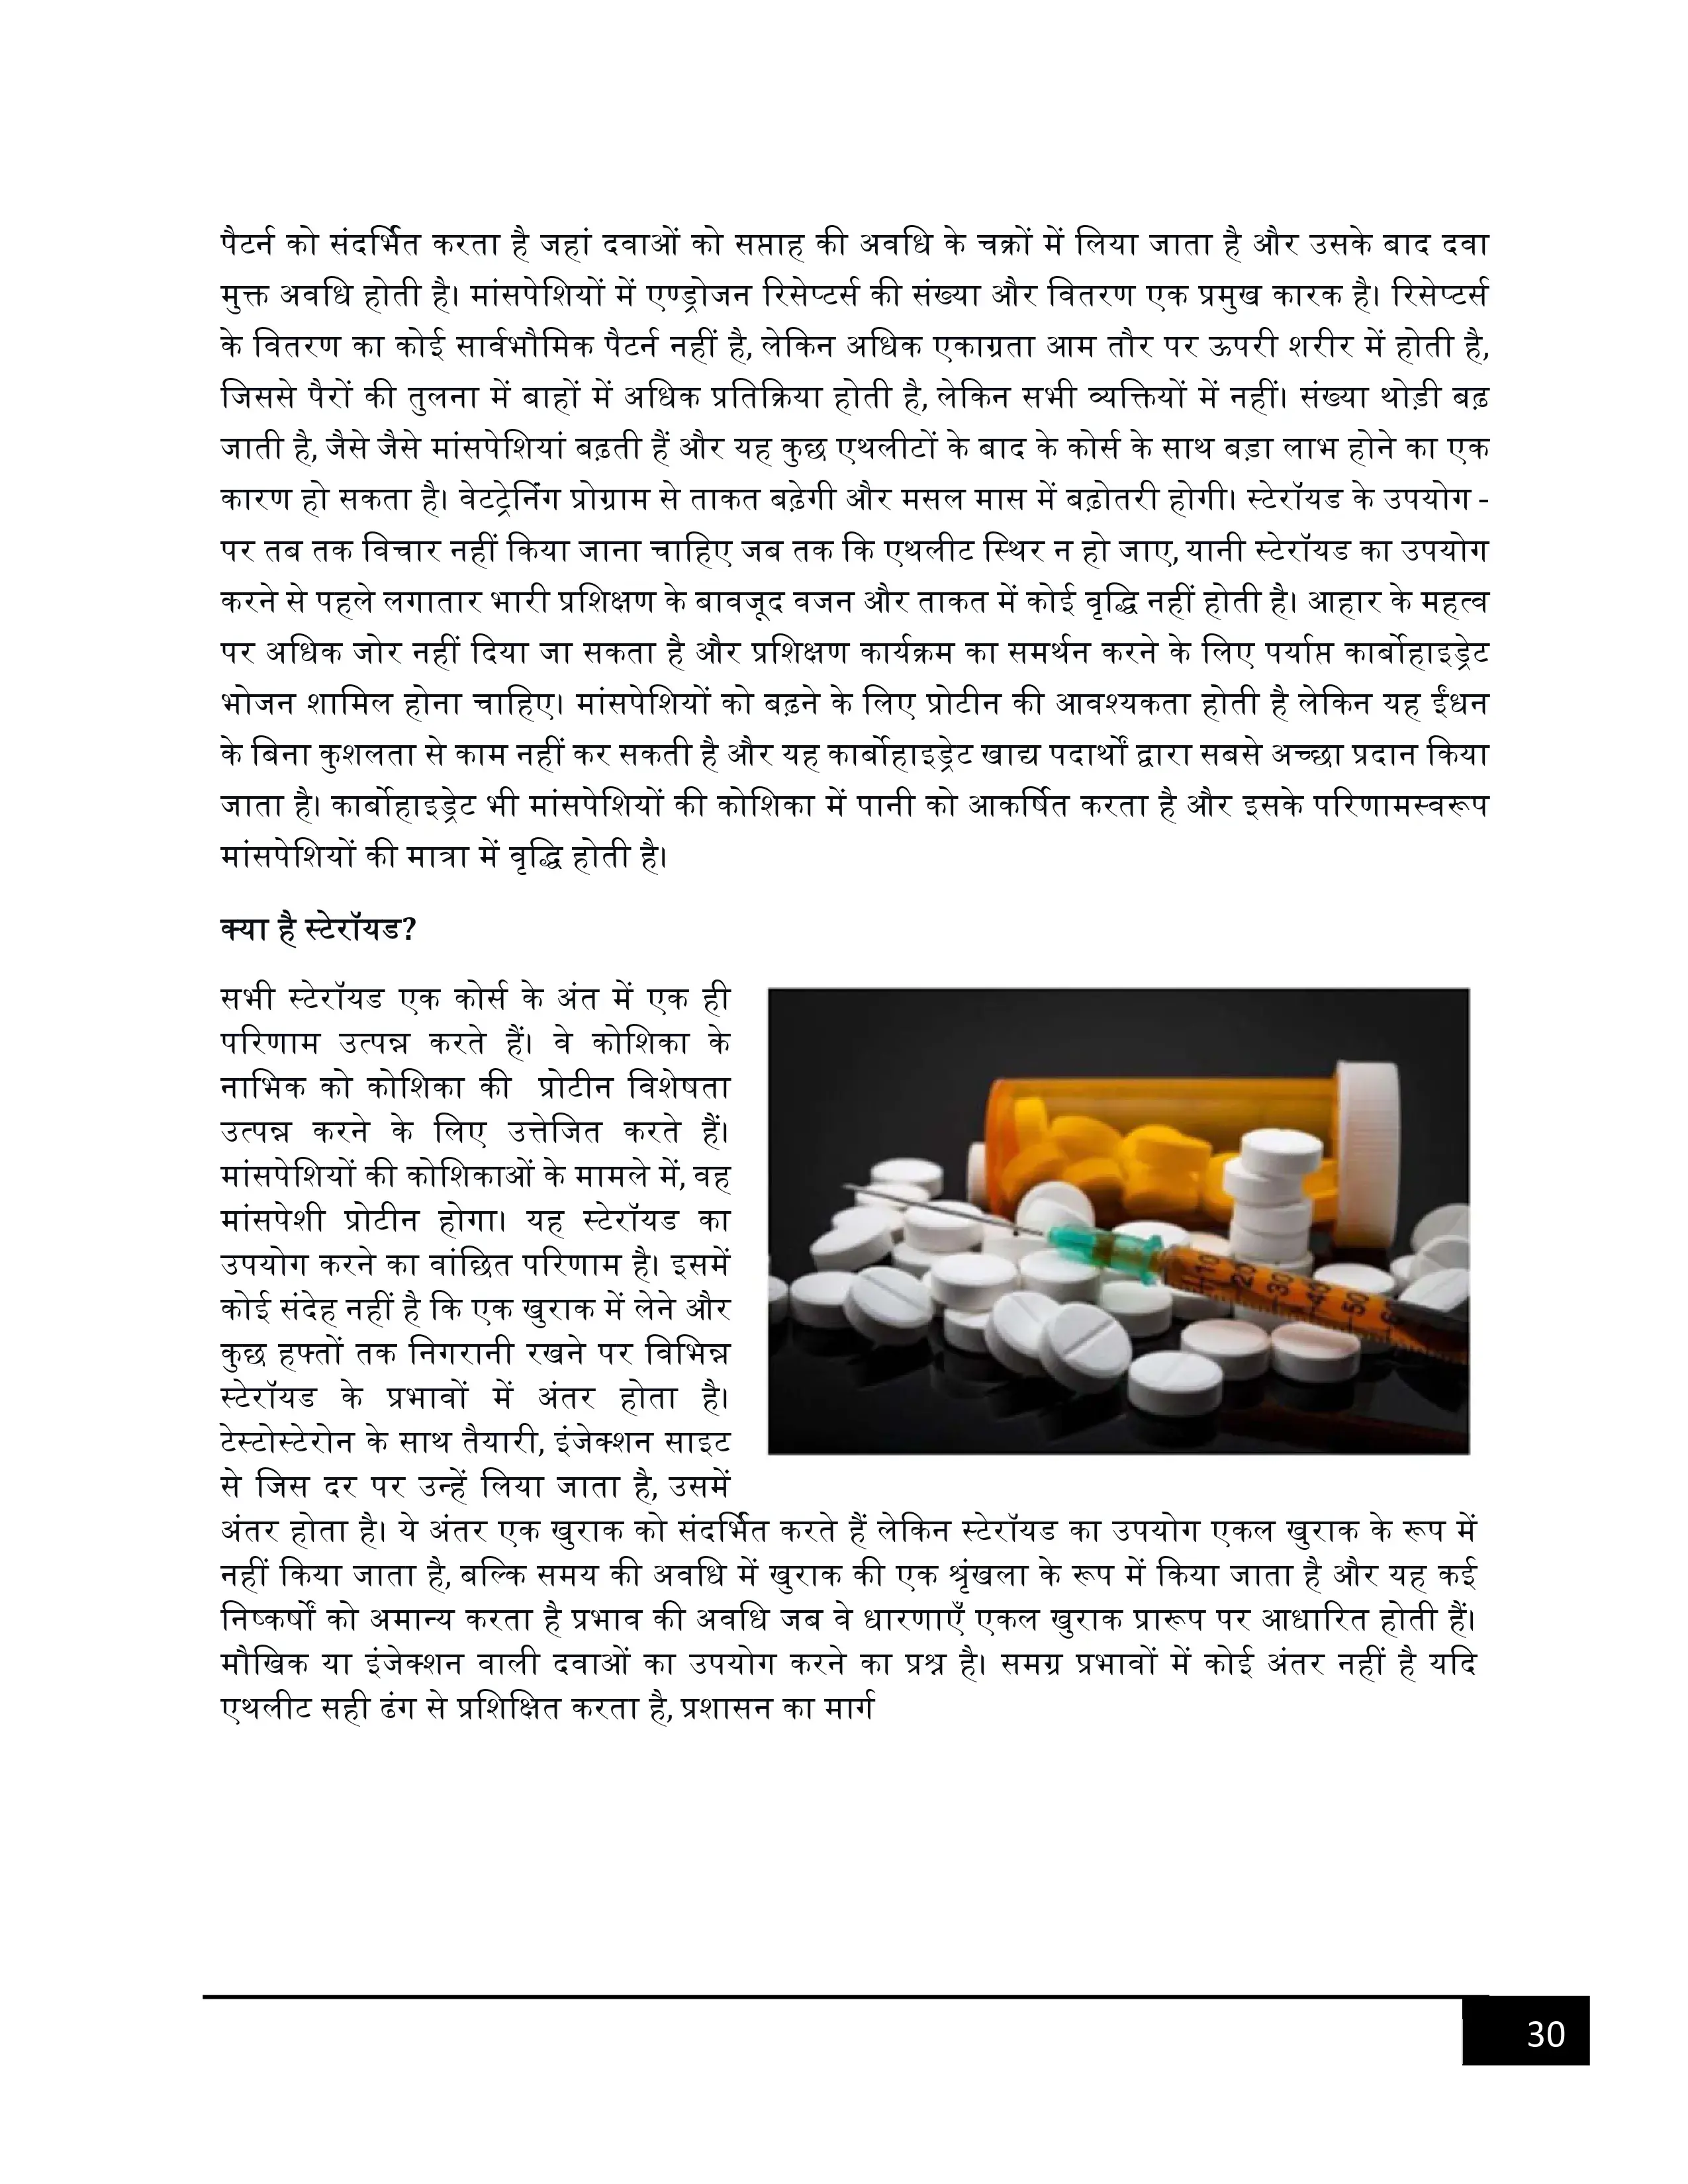 पैटर्न को संदर्भित करता है जहां दवाओं को सप्ताह की अवधि के चक्रों में लिया जाता है और उसके बाद दवा
मुक्त अवधि होती है। मांसपेशियों में एण्ड्रोजन रिसेप्टर्स की संख्या और वितरण एक प्रमुख कारक है। रिसेप्टर्स
के वितरण का कोई सार्वभौमिक पैटर्न नहीं है, लेकिन अधिक एकाग्रता आम तौर पर ऊपरी शरीर में होती है,
जिससे पैरों की तुलना में बाहों में अधिक प्रतिक्रिया होती है, लेकिन सभी व्यक्तियों में नहीं। संख्या थोड़ी बढ़
जाती है, जैसे जैसे मांसपेशियां बढ़ती हैं और यह कुछ एथलीटों के बाद के कोर्स के साथ बड़ा लाभ होने का एक
कारण हो सकता है। वेटट्रेनिंग प्रोग्राम से ताकत बढ़ेगी और मसल मास में बढ़ोतरी होगी। स्टेरॉयड के उपयोग -
पर तब तक विचार नहीं किया जाना चाहिए जब तक कि एथलीट स्थिर न हो जाए, यानी स्टेरॉयड का उपयोग
करने से पहले लगातार भारी प्रशिक्षण के बावजूद वजन और ताकत में कोई वृद्धि नहीं होती है। आहार के महत्व
पर अधिक जोर नहीं दिया जा सकता है और प्रशिक्षण कार्यक्रम का समर्थन करने के लिए पर्याप्त कार्बोहाइड्रेट
भोजन शामिल होना चाहिए। मांसपेशियों को बढ़ने के लिए प्रोटीन की आवश्यकता होती है लेकिन यह ईंधन
के बिना कुशलता से काम नहीं कर सकती है और यह कार्बोहाइड्रेट खाद्य पदार्थों द्वारा सबसे अच्छा प्रदान किया
जाता है। कार्बोहाइड्रेट भी मांसपेशियों की कोशिका में पानी को आकर्षित करता है और इसके परिणामस्वरूप
मांसपेशियों की मात्रा में वृद्धि होती है।
क्या है स्टेरॉयड?
सभी स्टेरॉयड एक कोर्स के अंत में एक ही
परिणाम उत्पन्न करते हैं। वे कोशिका के
नाभिक को कोशिका की प्रोटीन विशेषता
उत्पन्न करने के लिए उत्तेजित करते हैं।
मांसपेशियों की कोशिकाओं के मामले में, वह
मांसपेशी प्रोटीन होगा। यह स्टेरॉयड का
उपयोग करने का वांछित परिणाम है। इसमें
कोई संदेह नहीं है कि एक खुराक में लेने और
कुछ हफ्तों तक निगरानी रखने पर विभिन्न
स्टेरॉयड के प्रभावों में अंतर होता है।
टेस्टोस्टेरोन के साथ तैयारी, इंजेक्शन साइट
से जिस दर पर उन्हें लिया जाता है, उसमें
अंतर होता है। ये अंतर एक खुराक को संदर्भित करते हैं लेकिन स्टेरॉयड का उपयोग एकल खुराक के रूप में
नहीं किया जाता है, बल्कि समय की अवधि में खुराक की एक श्रृंखला के रूप में किया जाता है और यह कई
निष्कर्षों को अमान्य करता है प्रभाव की अवधि जब वे धारणाएँ एकल खुराक प्रारूप पर आधारित होती हैं।
मौखिक या इंजेक्शन वाली दवाओं का उपयोग करने का प्रश्न है। समग्र प्रभावों में कोई अंतर नहीं है यदि
एथलीट सही ढंग से प्रशिक्षित करता है, प्रशासन का मार्ग
10 20 30 40 50
30